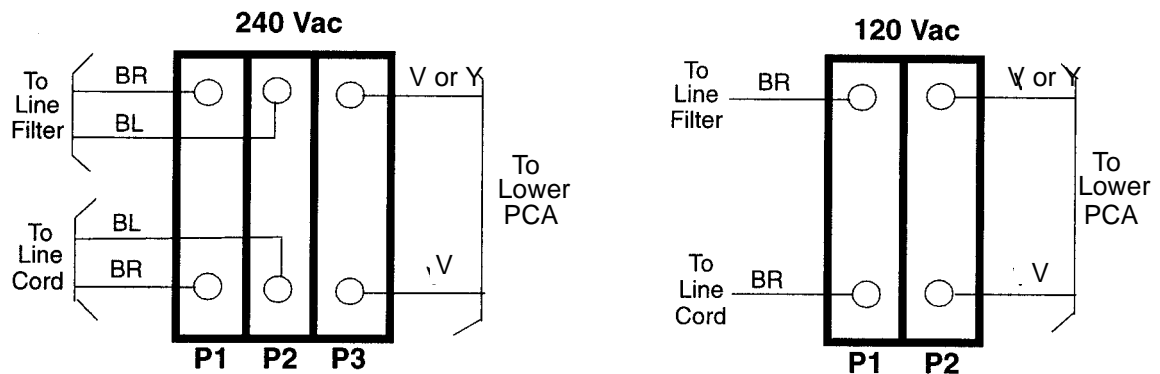 240 Vac
To
Line
Filter
BR
BL
V or Y
To
Lower
PCA
To
Line
Cord
BL
BR
V
P1 P2 P3
120 Vac
To
Line
Filter
BR
V or Y
To
Lower
PCA
To
Line
Cord
BR
V
P1 P2